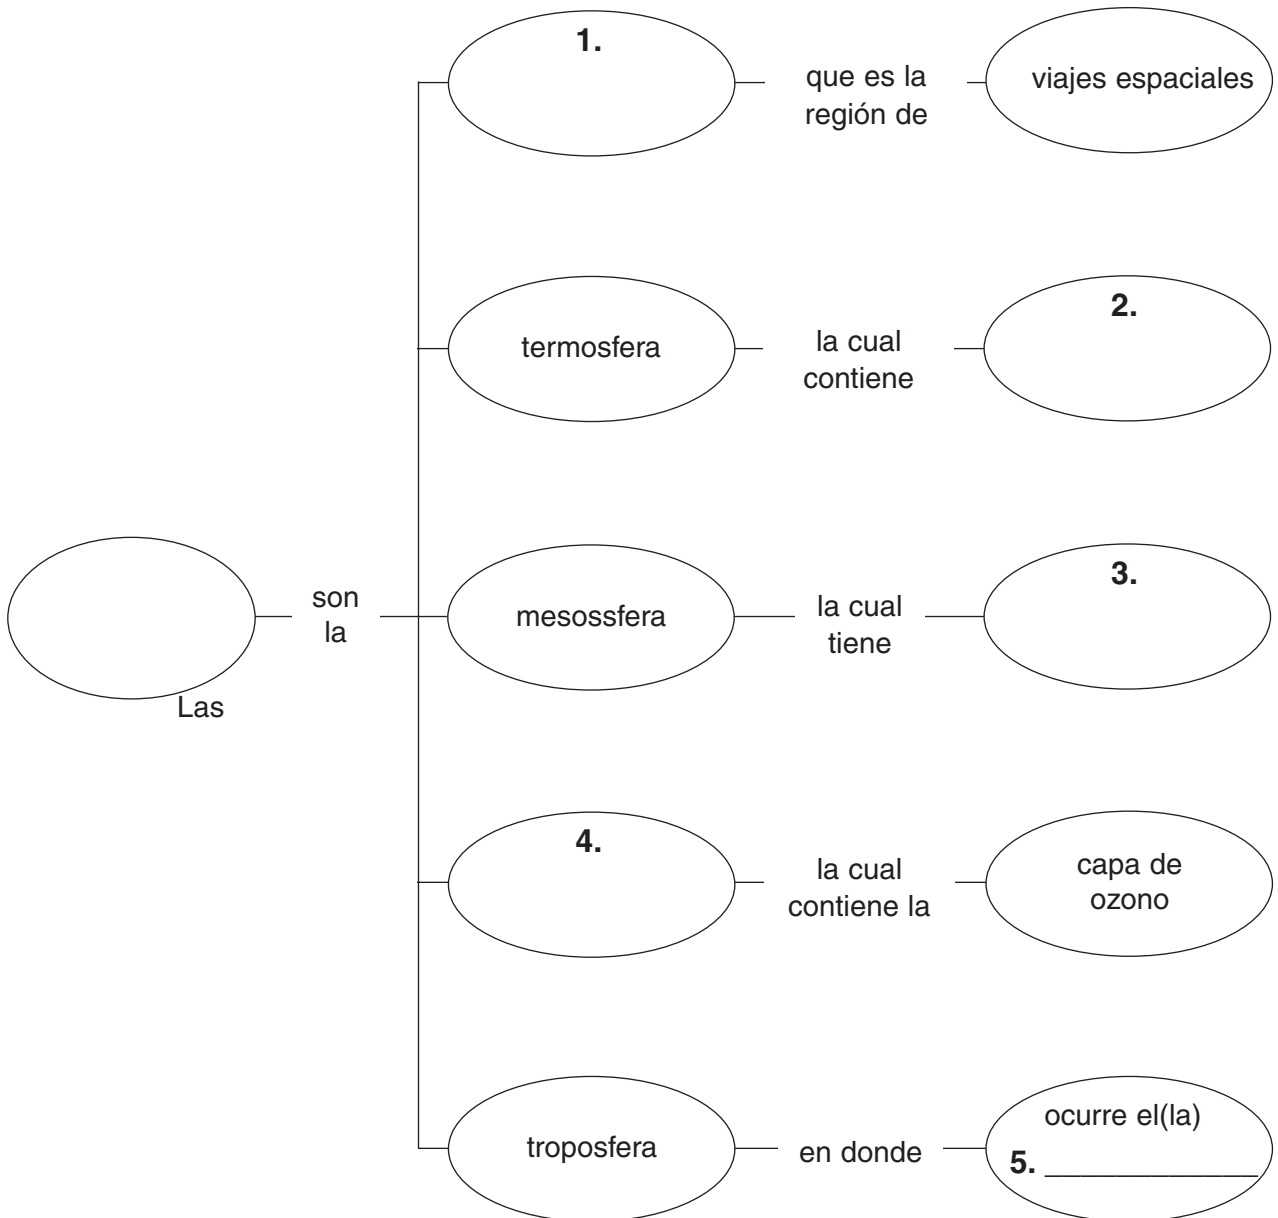 1.
que es la
región de
viajes espaciales
termosfera
la cual
contiene
2.
Las
son
la
mesossfera
la cual
tiene
3.
4.
la cual
contiene la
capa de
ozono
troposfera
en donde
ocurre el(la)
5. ______________